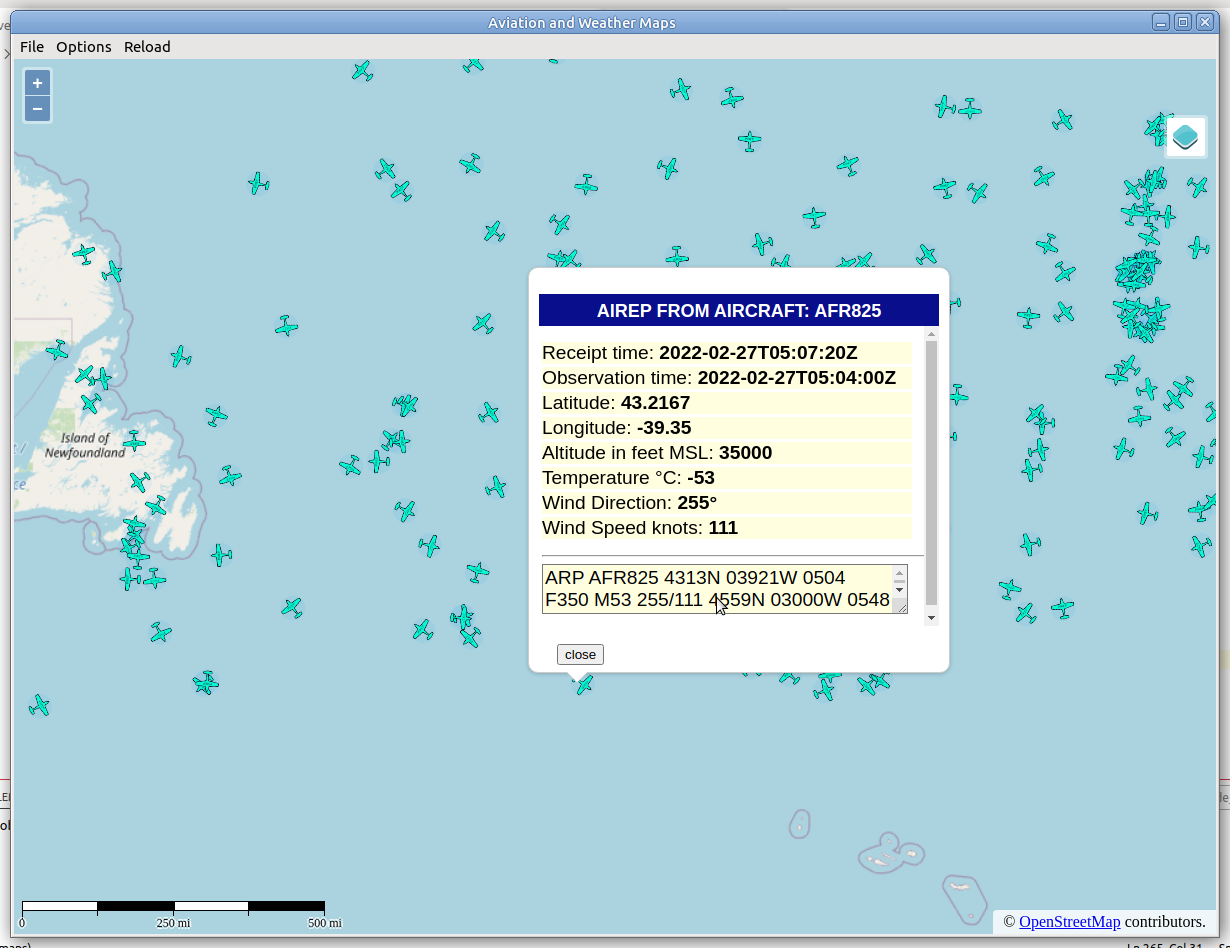 Aviation and Weather Maps
File Options Reload
+
−
AIREP FROM AIRCRAFT: AFR825
Receipt time: 2022-02-27T05:07:20Z
Observation time: 2022-02-27T05:04:00Z
Latitude: 43.2167
Longitude: -39.35
Altitude in feet MSL: 35000
Temperature °C: -53
Wind Direction: 255°
Wind Speed knots: 111
ARP AFR825 4313N 03921W 0504
F350 M53 255/111 4559N 03000W 0548
close
Island of
Newfoundland
0 250 mi 500 mi
© OpenStreetMap contributors.